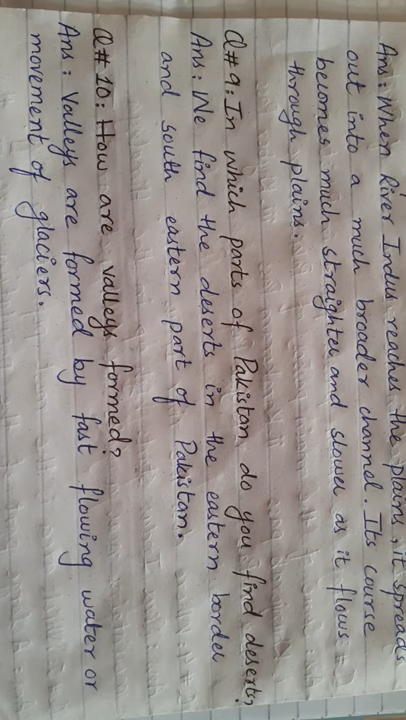 Ans: When River Indus reaches the plains, it spreads
out into a much broader channel. Its course
becomes much straighter and slower as it flows
through plains.
Q# 9: In which parts of Pakistan do you find deserts?
Ans: We find the deserts in the eastern border
and south eastern part of Pakistan.
Q# 10: How are valleys formed?
Ans: Valleys are formed by fast flowing water or
movement of glaciers.